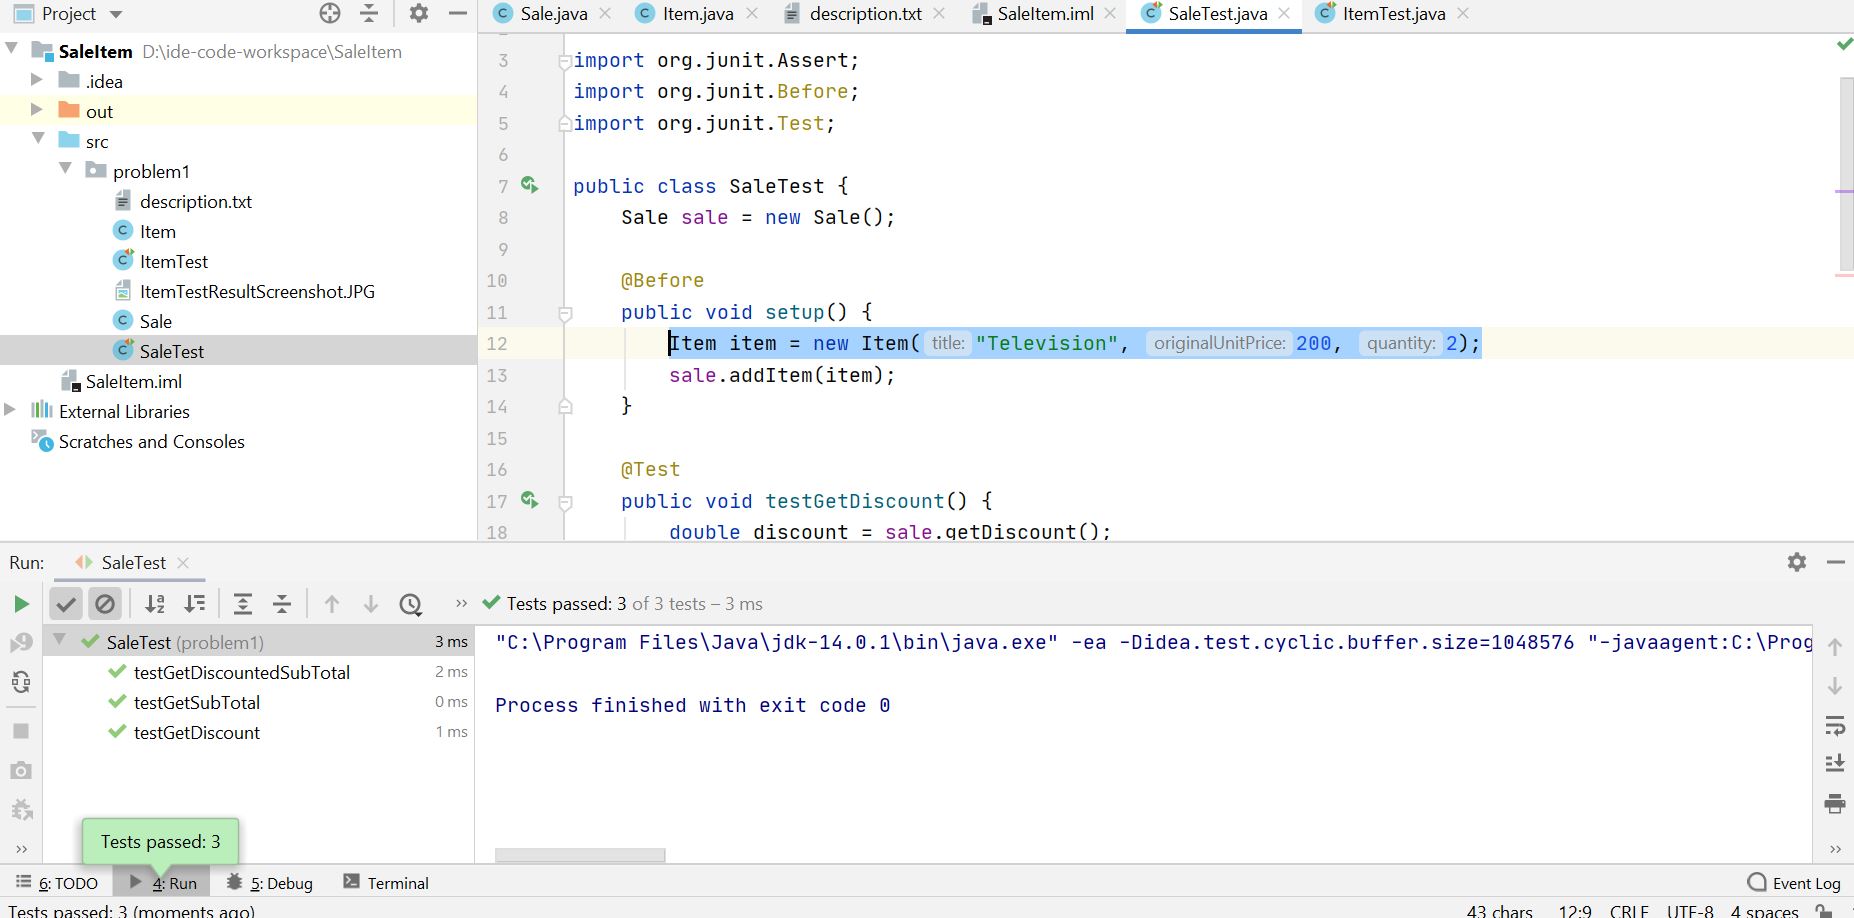 Project
Sale.java
Item.java
description.txt
SaleItem.iml
SaleTest.java
ItemTest.java
SaleItem D:\ide-code-workspace\SaleItem
.idea
out
src
problem1
description.txt
Item
ItemTest
ItemTestResultScreenshot.JPG
Sale
SaleTest
SaleItem.iml
External Libraries
Scratches and Consoles
3 import org.junit.Assert;
4 import org.junit.Before;
5 import org.junit.Test;
6
7 public class SaleTest {
8 Sale sale = new Sale();
9
10 @Before
11 public void setup() {
12 Item item = new Item( title: "Television", originalUnitPrice: 200, quantity: 2);
13 sale.addItem(item);
14 }
15
16 @Test
17 public void testGetDiscount() {
18 double discount = sale.getDiscount();
Run: SaleTest
Tests passed: 3 of 3 tests – 3 ms
SaleTest (problem1) 3 ms
testGetDiscountedSubTotal 2 ms
testGetSubTotal 0 ms
testGetDiscount 1 ms
"C:\Program Files\Java\jdk-14.0.1\bin\java.exe" -ea -Didea.test.cyclic.buffer.size=1048576 "-javaagent:C:\Prog
Process finished with exit code 0
Tests passed: 3
6: TODO
4: Run
5: Debug
Terminal
Event Log
Tests passed: 3 (moments ago)
43 chars 12:9 CRLF UTF-8 4 spaces